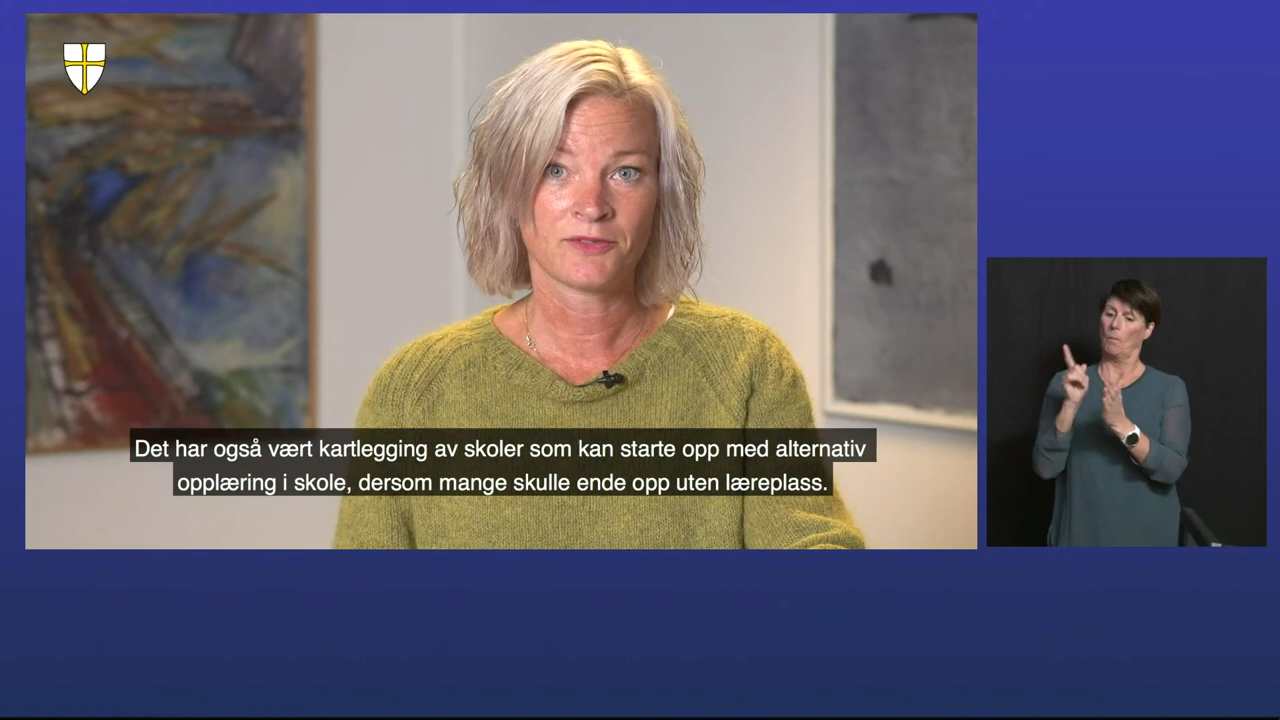 Det har også vært kartlegging av skoler som kan starte opp med alternativ
opplæring i skole, dersom mange skulle ende opp uten læreplass.